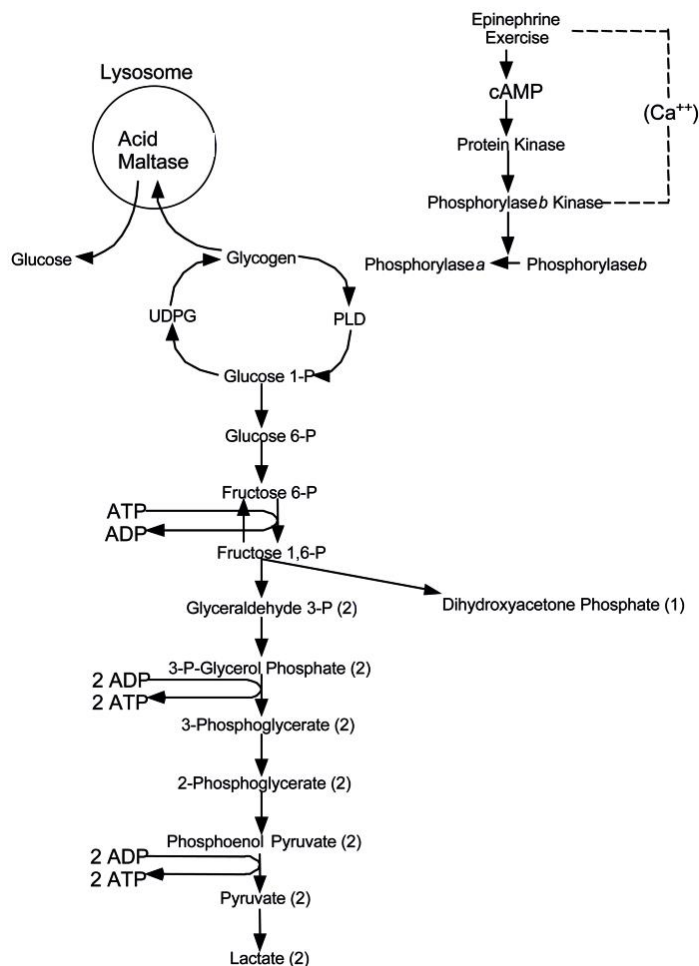 Epinephrine
Exercise
Lysosome
cAMP
(Ca++)
Acid
Maltase
Protein Kinase
Phosphorylase b Kinase
Glucose
Glycogen
Phosphorylase a
Phosphorylase b
UDPG
PLD
Glucose 1-P
Glucose 6-P
Fructose 6-P
ATP
ADP
Fructose 1,6-P
Glyceraldehyde 3-P (2)
Dihydroxyacetone Phosphate (1)
3-P-Glycerol Phosphate (2)
2 ADP
2 ATP
3-Phosphoglycerate (2)
2-Phosphoglycerate (2)
Phosphoenol Pyruvate (2)
2 ADP
2 ATP
Pyruvate (2)
Lactate (2)